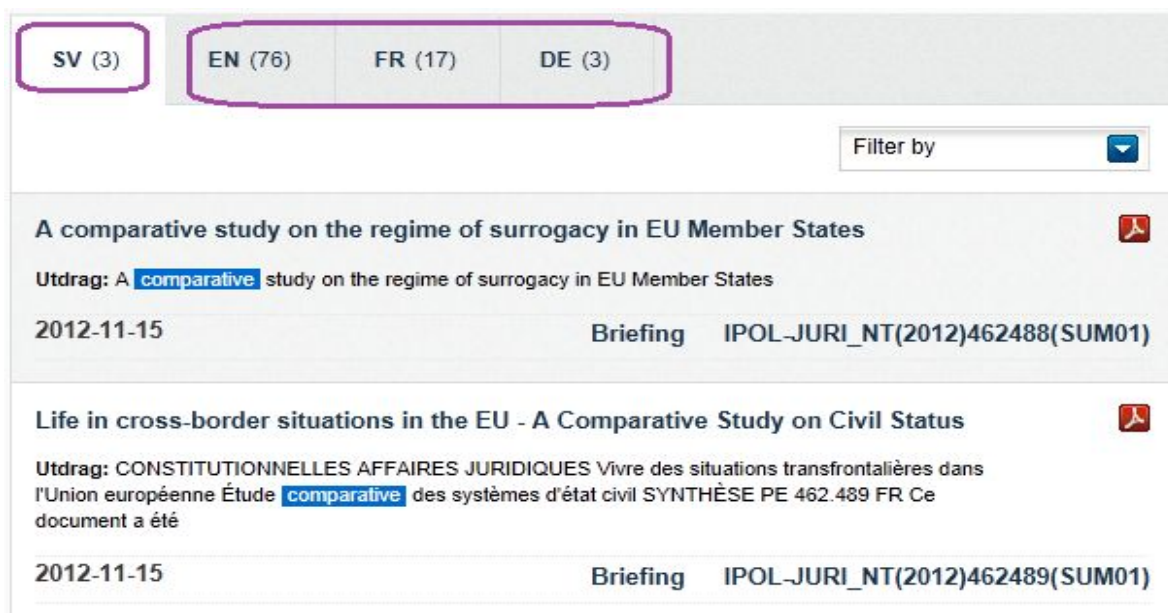 SV (3) EN (76) FR (17) DE (3)
Filter by
A comparative study on the regime of surrogacy in EU Member States
Utdrag: A comparative study on the regime of surrogacy in EU Member States
2012-11-15 Briefing IPOL-JURI_NT(2012)462488(SUM01)
Life in cross-border situations in the EU - A Comparative Study on Civil Status
Utdrag: CONSTITUTIONNELLES AFFAIRES JURIDIQUES Vivre des situations transfrontalières dans
l'Union européenne Étude comparative des systèmes d'état civil SYNTHÈSE PE 462.489 FR Ce
document a été
2012-11-15 Briefing IPOL-JURI_NT(2012)462489(SUM01)